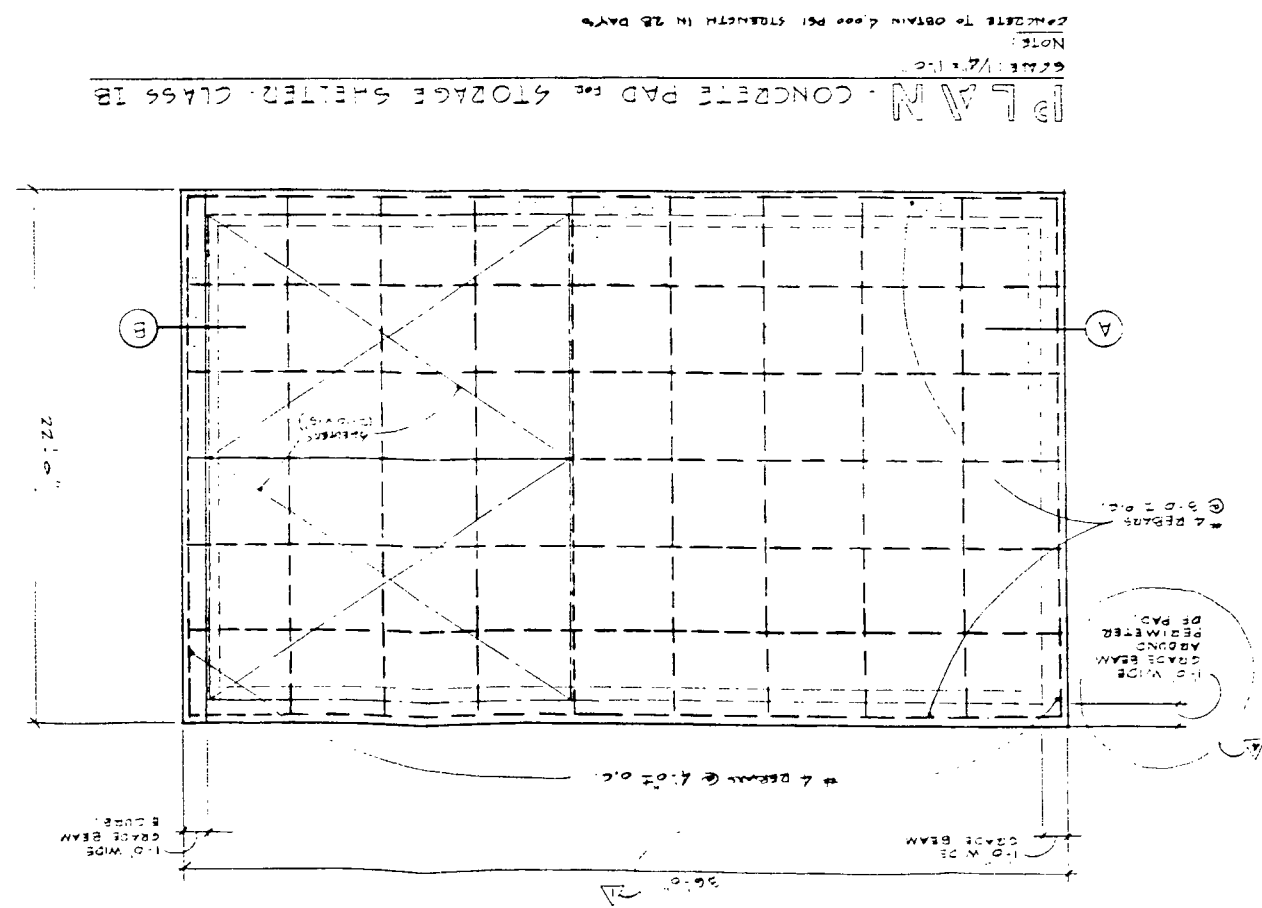 36'-0"
1'-0" WIDE
GRADE BEAM
1'-0" WIDE
GRADE BEAM
& CURB.
# 4 REBARS @ 4'-0"± O.C.
1'-0" WIDE
GRADE BEAM
AROUND
PERIMETER
OF PAD.
# 4 REBARS
@ 3'-0"± O.C.
22'-0"
SHELTERS
A
B
PLAN - CONCRETE PAD FOR STORAGE SHELTER - CLASS IB
SCALE: 1/4"=1'-0"
NOTE:
CONCRETE TO OBTAIN 4,000 PSI STRENGTH IN 28 DAYS